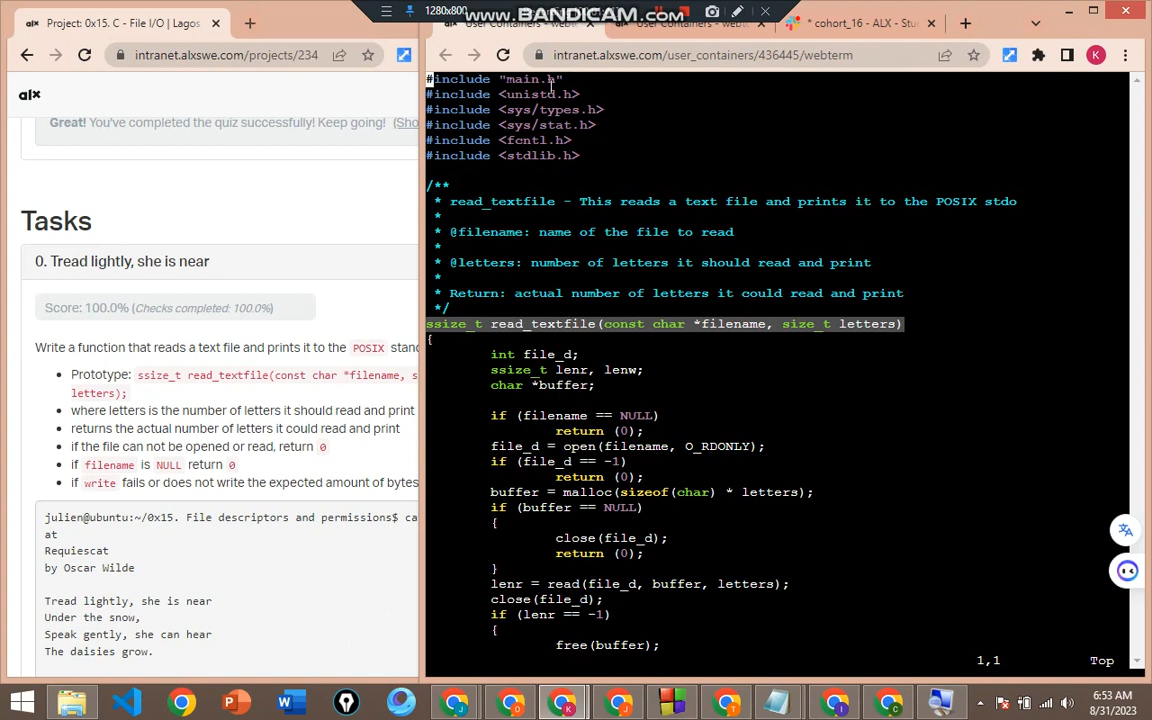 1280x800
www.BANDICAM.com
Project: 0x15. C - File I/O | Lagos
* cohort_16 - ALX - Stu
intranet.alxswe.com/projects/234
intranet.alxswe.com/user_containers/436445/webterm
K
alx
Great! You've completed the quiz successfully! Keep going! (Sho
Tasks
0. Tread lightly, she is near
Score: 100.0% (Checks completed: 100.0%)
Write a function that reads a text file and prints it to the POSIX stan
Prototype: ssize_t read_textfile(const char *filename, s
letters);
where letters is the number of letters it should read and print
returns the actual number of letters it could read and print
if the file can not be opened or read, return 0
if filename is NULL return 0
if write fails or does not write the expected amount of bytes
julien@ubuntu:~/0x15. File descriptors and permissions$ ca
at
Requiescat
by Oscar Wilde
Tread lightly, she is near
Under the snow,
Speak gently, she can hear
The daisies grow.
#include "main.h"
#include <unistd.h>
#include <sys/types.h>
#include <sys/stat.h>
#include <fcntl.h>
#include <stdlib.h>
/**
* read_textfile - This reads a text file and prints it to the POSIX stdo
*
* @filename: name of the file to read
*
* @letters: number of letters it should read and print
*
* Return: actual number of letters it could read and print
*/
ssize_t read_textfile(const char *filename, size_t letters)
{
int file_d;
ssize_t lenr, lenw;
char *buffer;
if (filename == NULL)
return (0);
file_d = open(filename, O_RDONLY);
if (file_d == -1)
return (0);
buffer = malloc(sizeof(char) * letters);
if (buffer == NULL)
{
close(file_d);
return (0);
}
lenr = read(file_d, buffer, letters);
close(file_d);
if (lenr == -1)
{
free(buffer);
1,1 Top
6:53 AM
8/31/2023